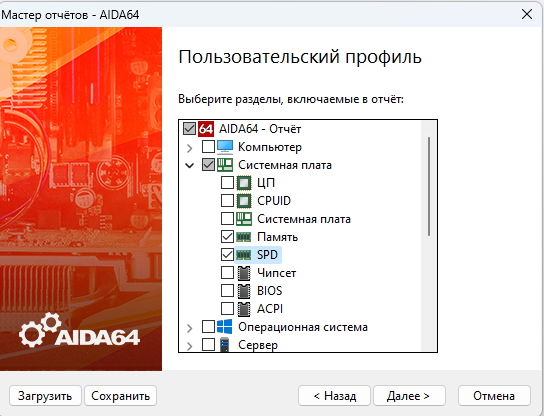 Мастер отчётов - AIDA64
Пользовательский профиль
Выберите разделы, включаемые в отчёт:
64 AIDA64 - Отчёт
Компьютер
Системная плата
ЦП
CPUID
Системная плата
Память
SPD
Чипсет
BIOS
ACPI
Операционная система
Сервер
AIDA64
Загрузить Сохранить < Назад Далее > Отмена